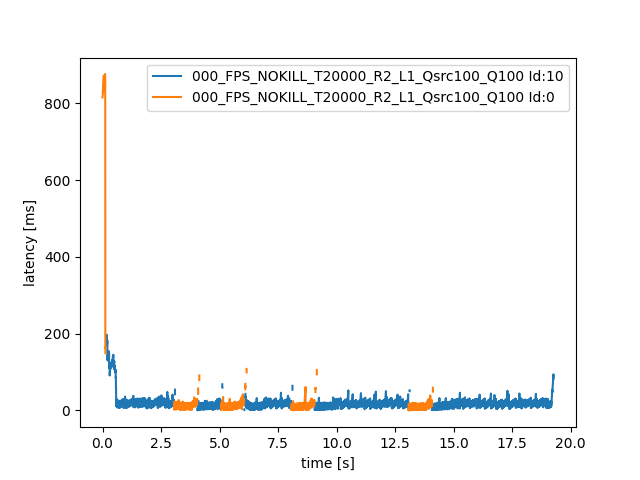 000_FPS_NOKILL_T20000_R2_L1_Qsrc100_Q100 Id:10
000_FPS_NOKILL_T20000_R2_L1_Qsrc100_Q100 Id:0
800
600
400
200
0
latency [ms]
0.0 2.5 5.0 7.5 10.0 12.5 15.0 17.5 20.0
time [s]